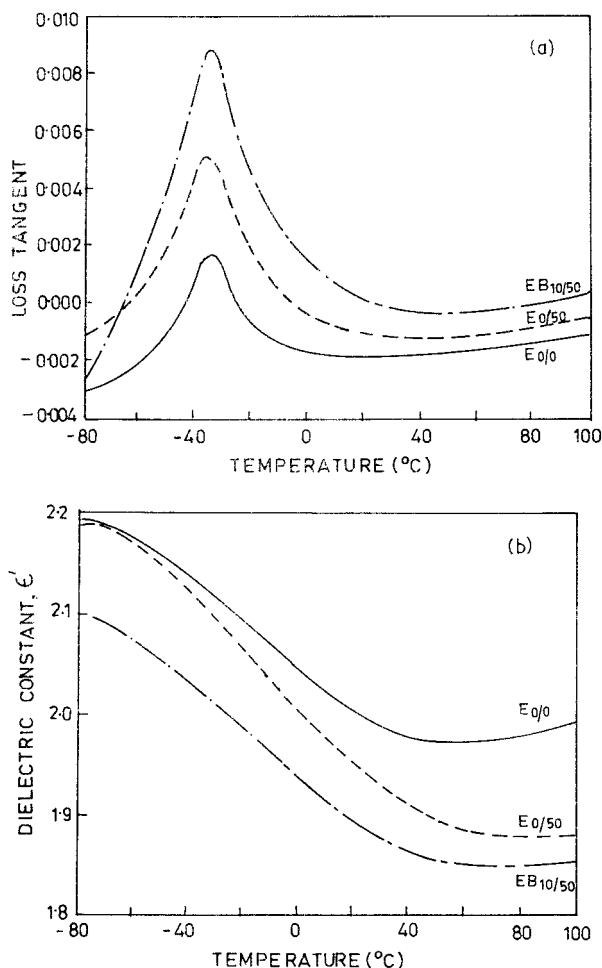 0·010
(a)
0·008
0·006
0·004
0·002
0·000
-0·002
-0·004
LOSS TANGENT
EB10/50
E0/50
E0/0
-80 -40 0 40 80 100
TEMPERATURE (°C)
2·2
(b)
2·1
2·0
1·9
1·8
DIELECTRIC CONSTANT, ε'
E0/0
E0/50
EB10/50
-80 -40 0 40 80 100
TEMPERATURE (°C)